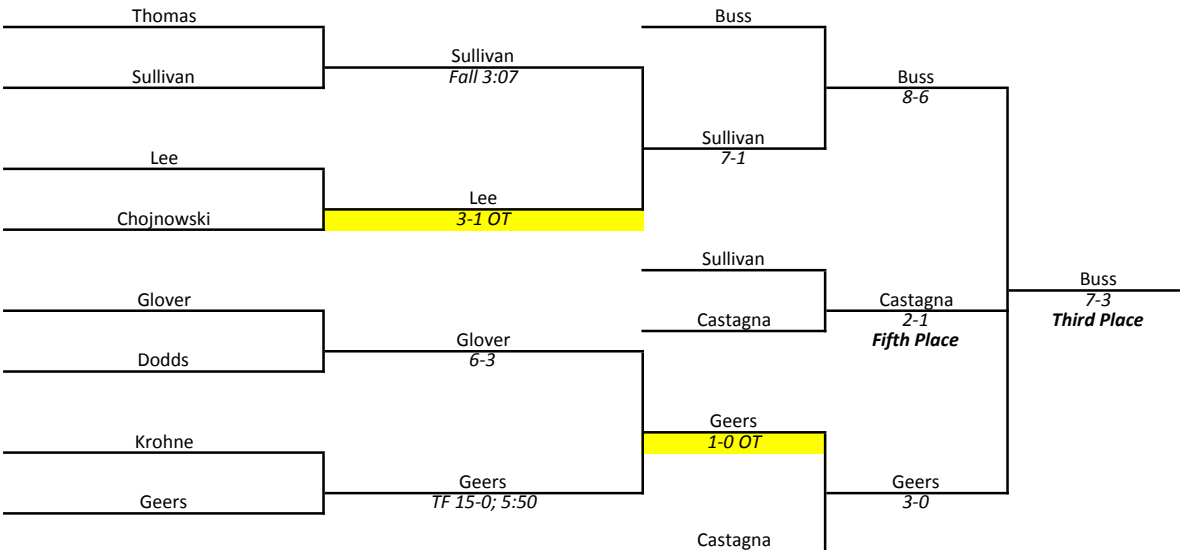 Thomas
Sullivan
Lee
Chojnowski
Glover
Dodds
Krohne
Geers
Sullivan
Fall 3:07
Lee
3-1 OT
Glover
6-3
Geers
TF 15-0; 5:50
Buss
Sullivan
7-1
Sullivan
Castagna
Geers
1-0 OT
Castagna
Buss
8-6
Castagna
2-1
Fifth Place
Geers
3-0
Buss
7-3
Third Place